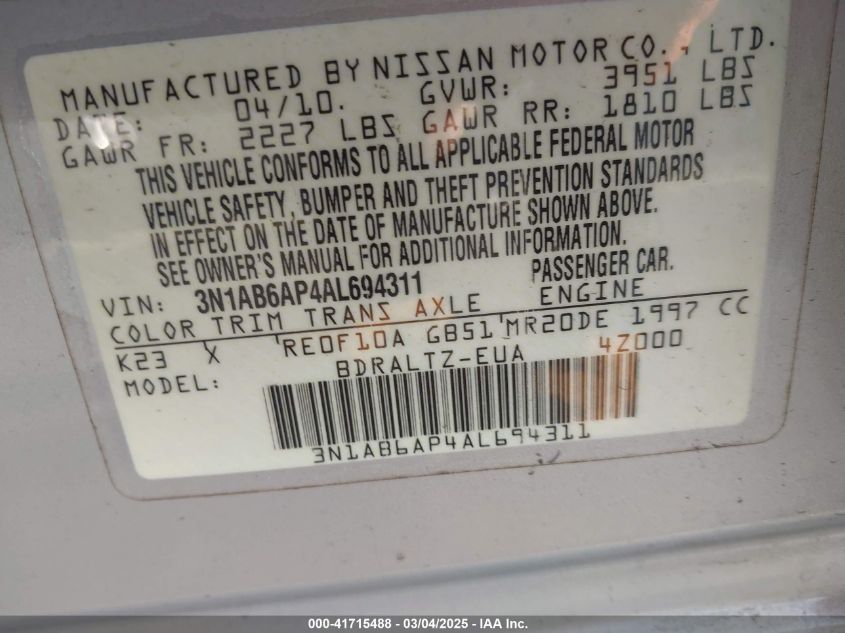 MANUFACTURED BY NISSAN MOTOR CO., LTD.
DATE: 04/10. GVWR: 3951 LBS
GAWR FR: 2227 LBS GAWR RR: 1810 LBS
THIS VEHICLE CONFORMS TO ALL APPLICABLE FEDERAL MOTOR
VEHICLE SAFETY, BUMPER AND THEFT PREVENTION STANDARDS
IN EFFECT ON THE DATE OF MANUFACTURE SHOWN ABOVE.
SEE OWNER'S MANUAL FOR ADDITIONAL INFORMATION.
VIN: 3N1AB6AP4AL694311 PASSENGER CAR.
COLOR TRIM TRANS AXLE ENGINE
K23 X RE0F10A GB51 MR20DE 1997 CC
MODEL: BDRALTZ-EUA 4Z000
3N1AB6AP4AL694311
000-41715488 - 03/04/2025 - IAA Inc.